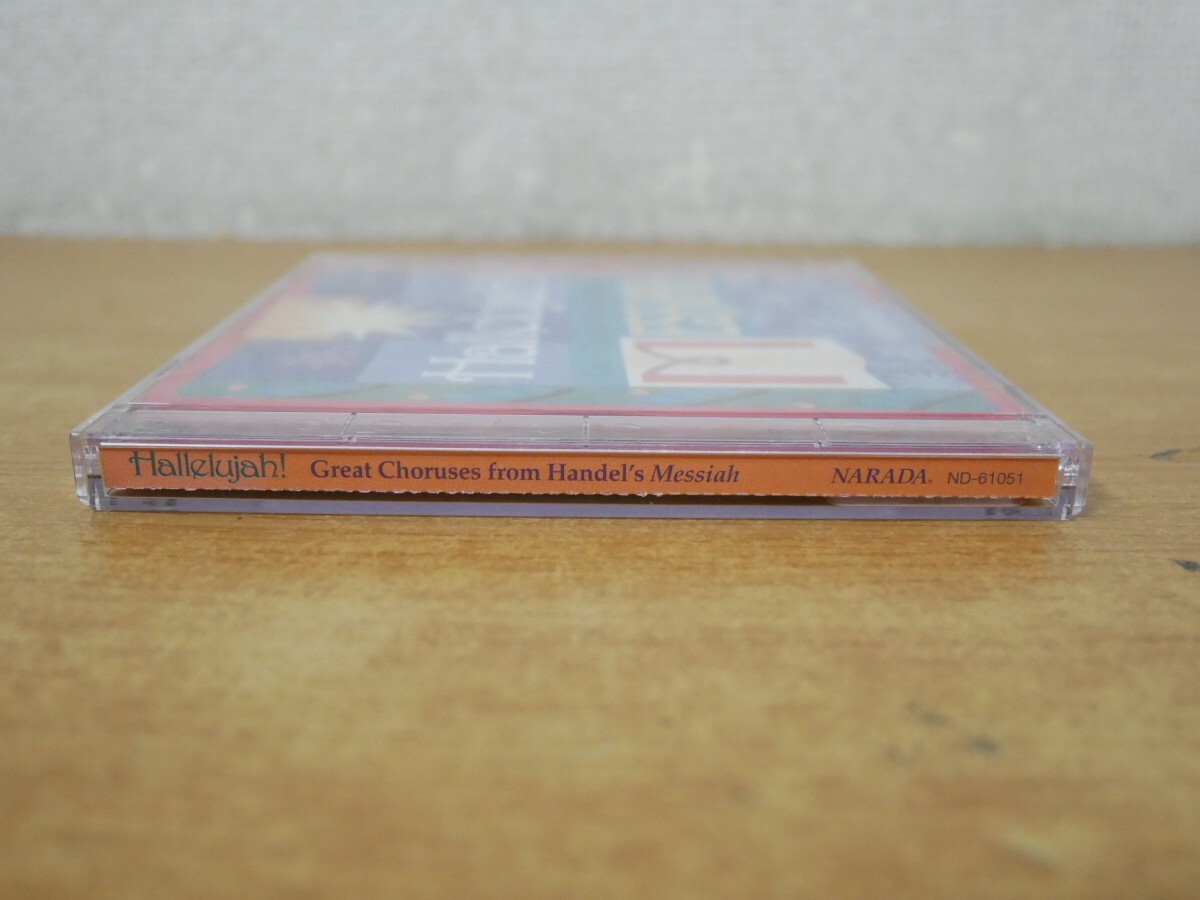 Hallelujah! Great Choruses from Handel's Messiah NARADA. ND-61051